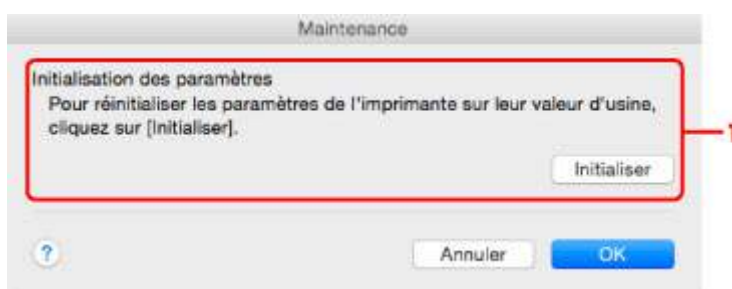 Maintenance
Initialisation des paramètres
Pour réinitialiser les paramètres de l'imprimante sur leur valeur d'usine,
cliquez sur [Initialiser].
1
Initialiser
?
Annuler
OK